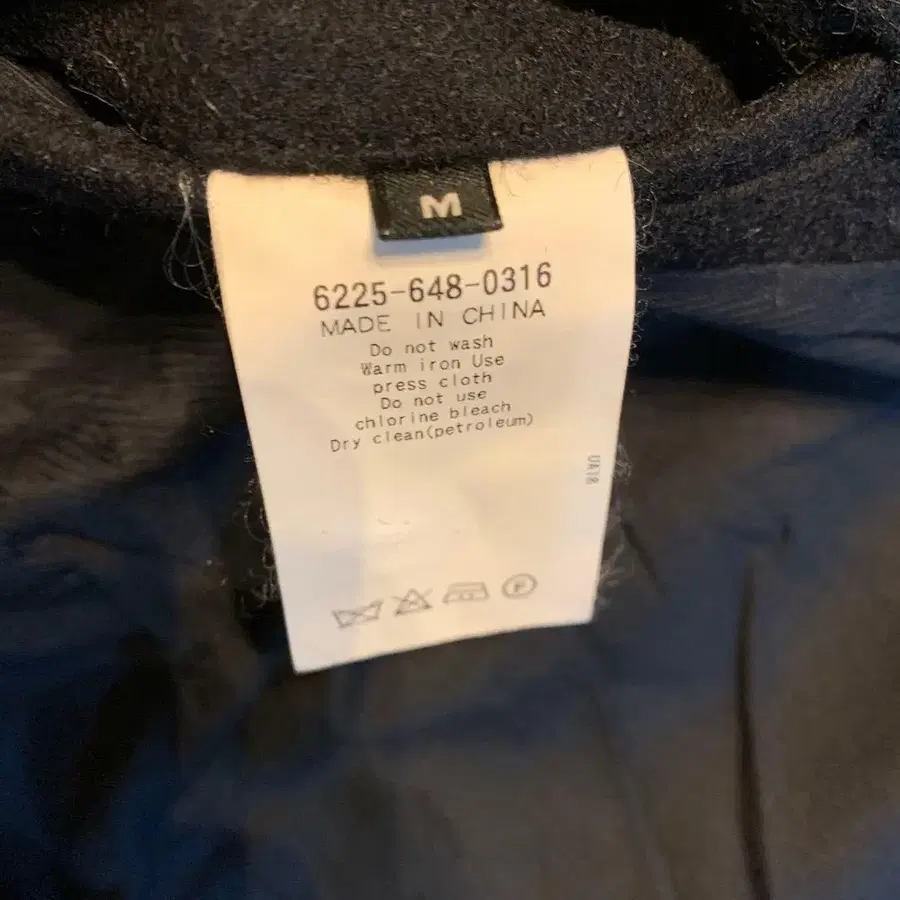 M
6225-648-0316
MADE IN CHINA
Do not wash
Warm iron Use
press cloth
Do not use
chlorine bleach
Dry clean(petroleum)
UA18
F